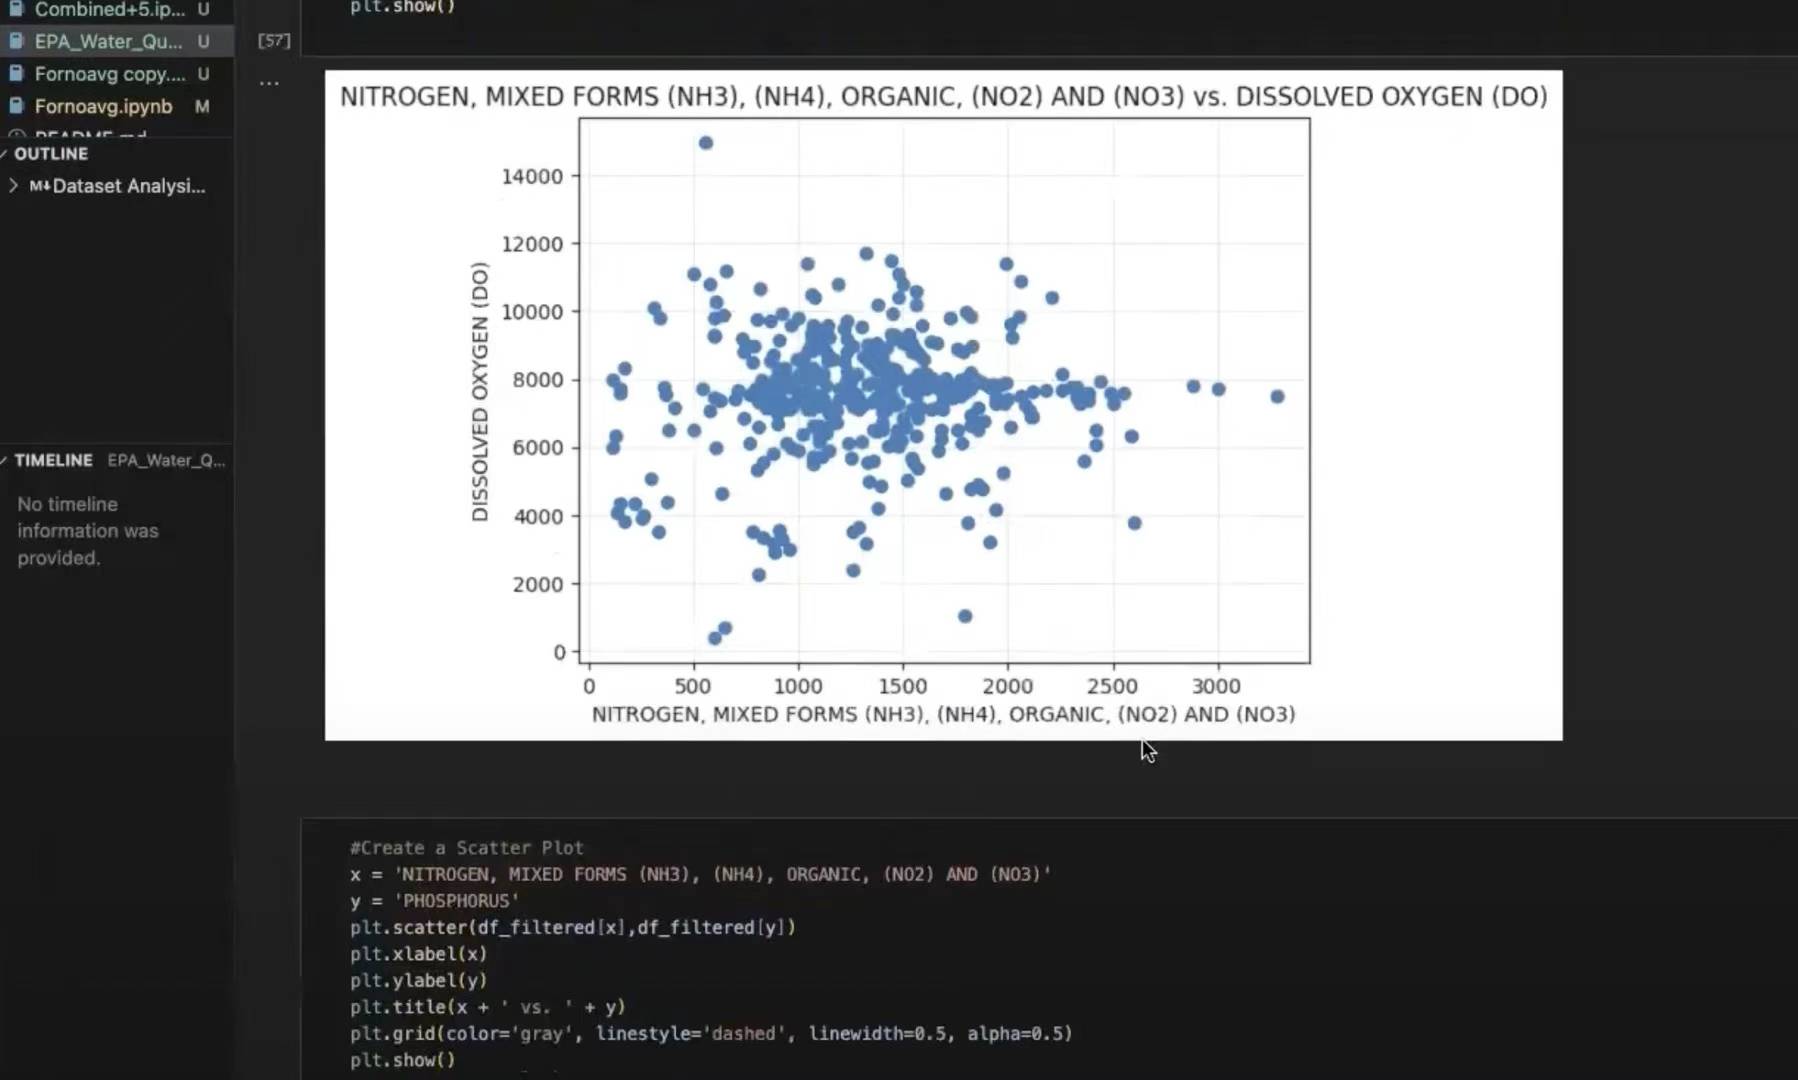 Combined+5.ip... U
EPA_Water_Qu... U
Fornoavg copy.... U
Fornoavg.ipynb M
README.md
OUTLINE
M↓Dataset Analysi...
TIMELINE EPA_Water_Q...
No timeline
information was
provided.
plt.show()
[57]
...
NITROGEN, MIXED FORMS (NH3), (NH4), ORGANIC, (NO2) AND (NO3) vs. DISSOLVED OXYGEN (DO)
DISSOLVED OXYGEN (DO)
14000
12000
10000
8000
6000
4000
2000
0
0 500 1000 1500 2000 2500 3000
NITROGEN, MIXED FORMS (NH3), (NH4), ORGANIC, (NO2) AND (NO3)
#Create a Scatter Plot
x = 'NITROGEN, MIXED FORMS (NH3), (NH4), ORGANIC, (NO2) AND (NO3)'
y = 'PHOSPHORUS'
plt.scatter(df_filtered[x],df_filtered[y])
plt.xlabel(x)
plt.ylabel(y)
plt.title(x + ' vs. ' + y)
plt.grid(color='gray', linestyle='dashed', linewidth=0.5, alpha=0.5)
plt.show()